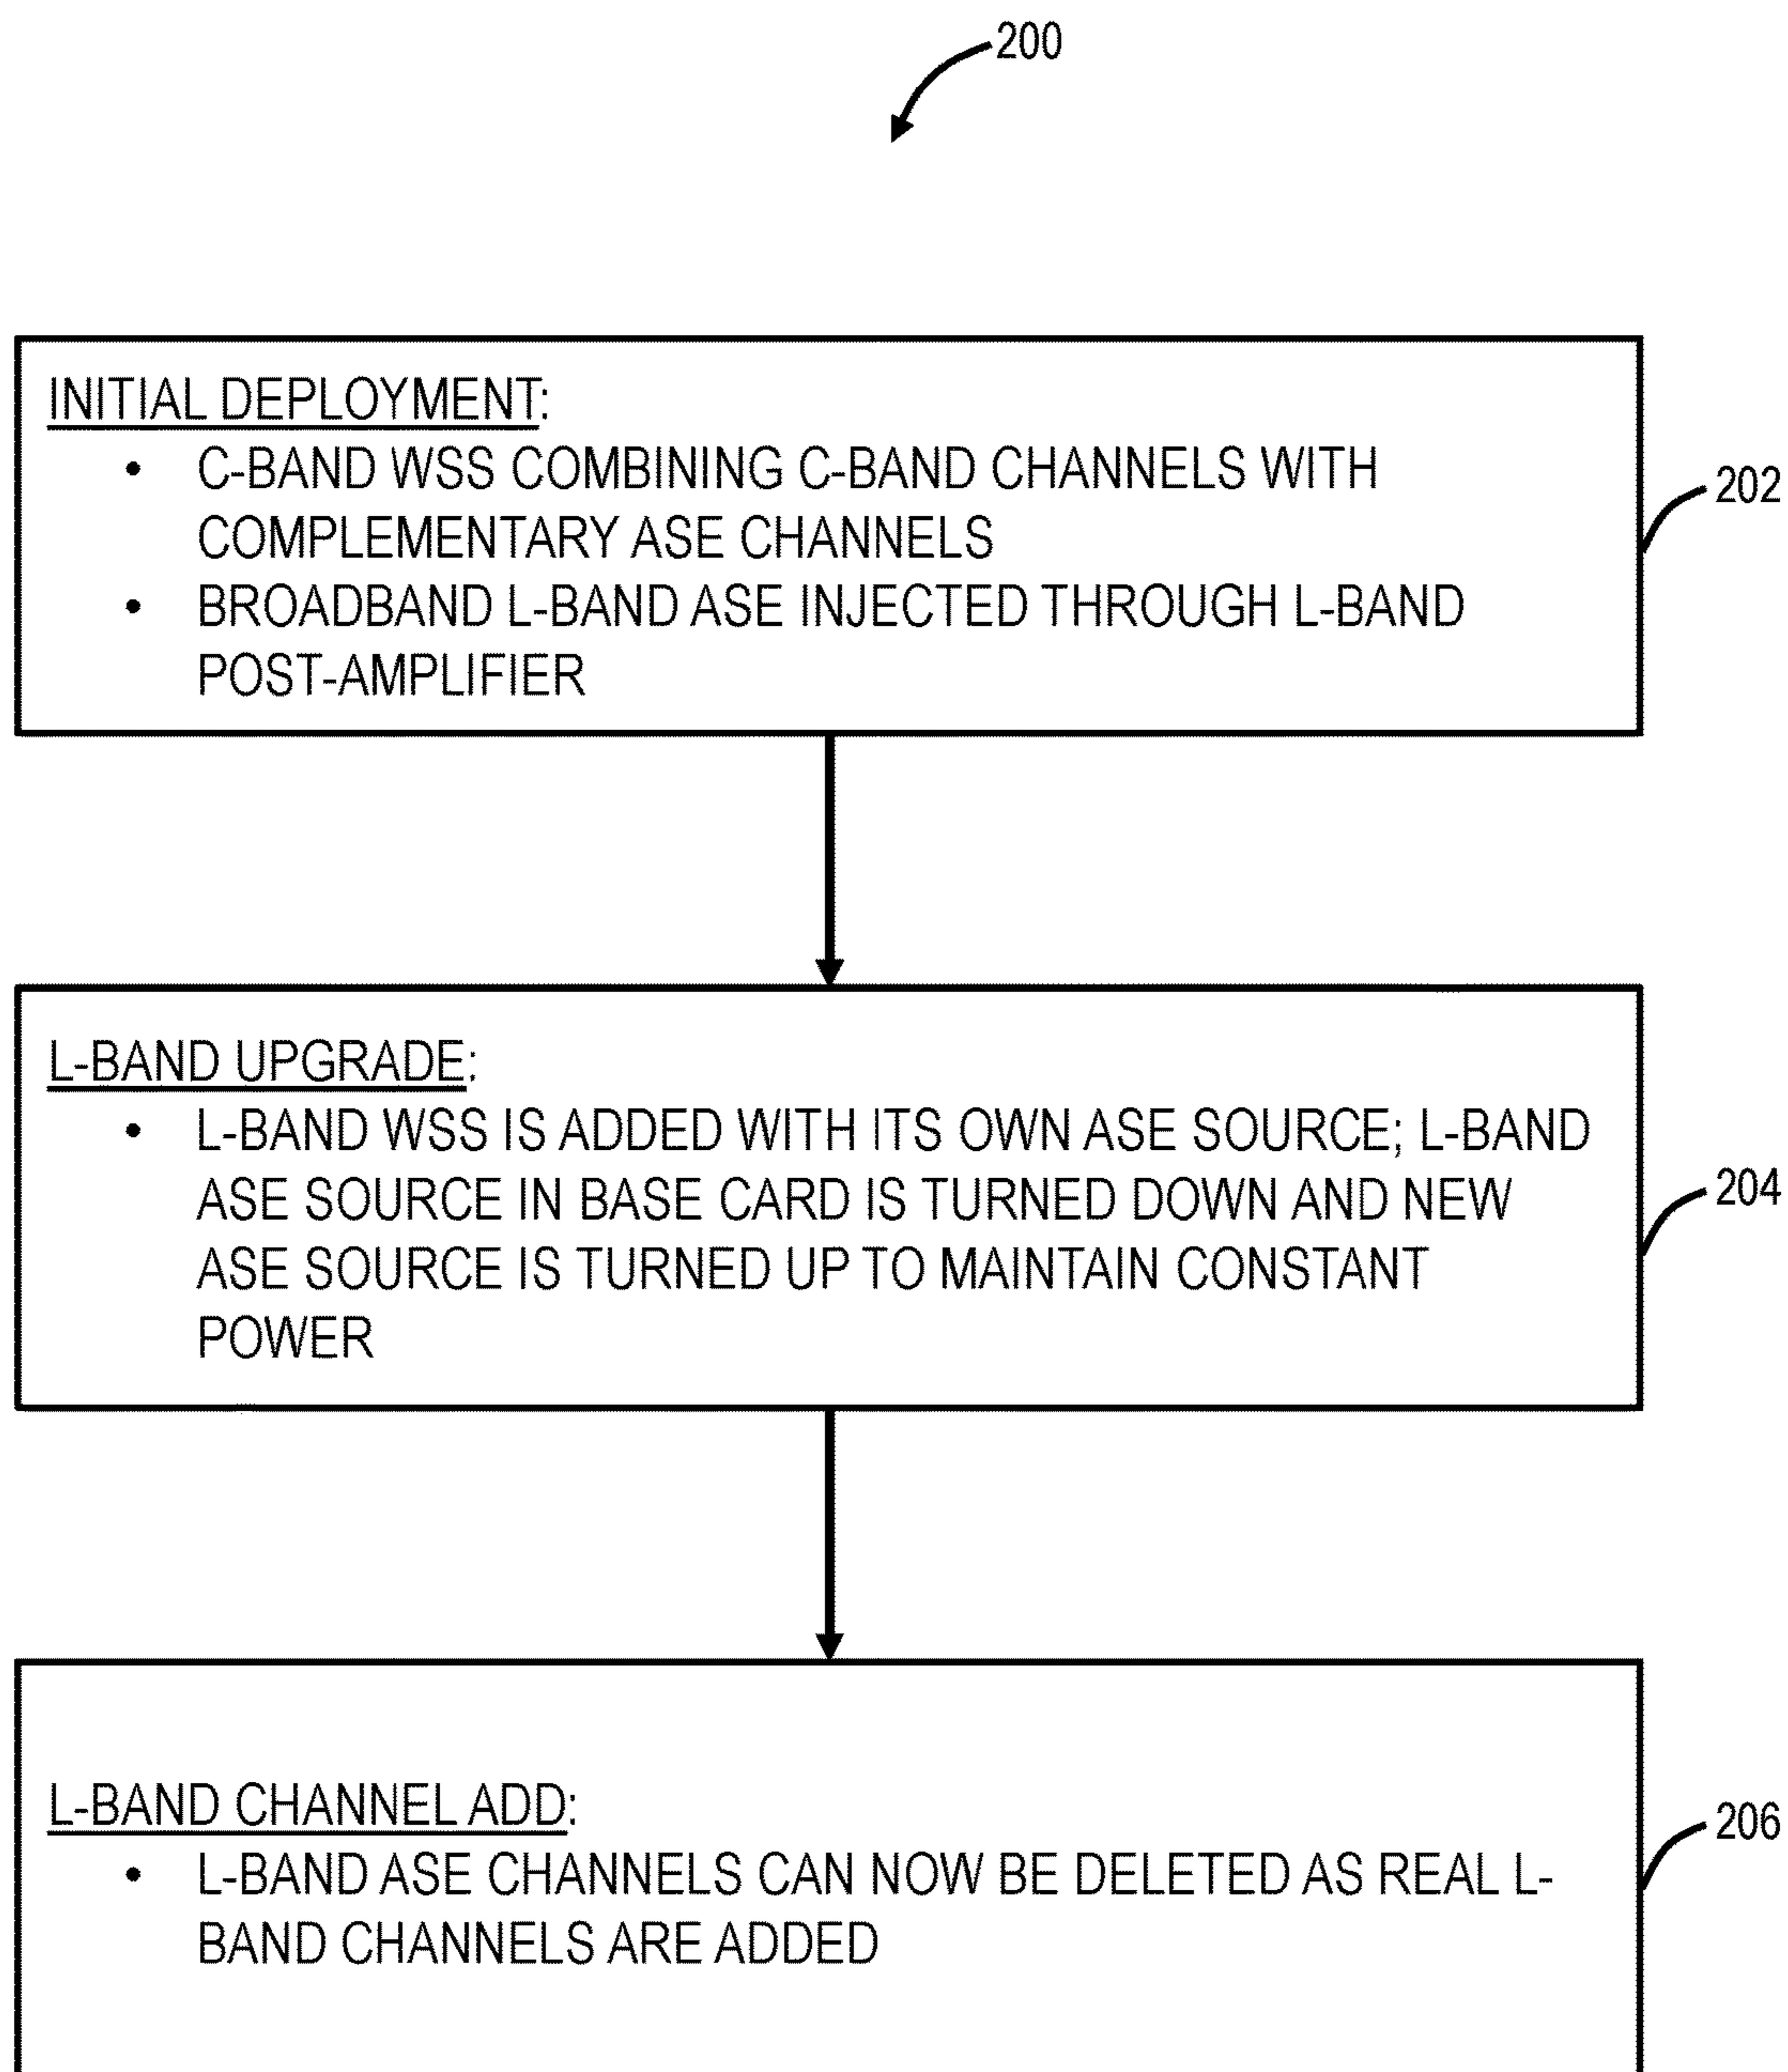 200
INITIAL DEPLOYMENT:
• C-BAND WSS COMBINING C-BAND CHANNELS WITH
COMPLEMENTARY ASE CHANNELS
• BROADBAND L-BAND ASE INJECTED THROUGH L-BAND
POST-AMPLIFIER
202
L-BAND UPGRADE:
• L-BAND WSS IS ADDED WITH ITS OWN ASE SOURCE; L-BAND
ASE SOURCE IN BASE CARD IS TURNED DOWN AND NEW
ASE SOURCE IS TURNED UP TO MAINTAIN CONSTANT
POWER
204
L-BAND CHANNEL ADD:
• L-BAND ASE CHANNELS CAN NOW BE DELETED AS REAL L-
BAND CHANNELS ARE ADDED
206